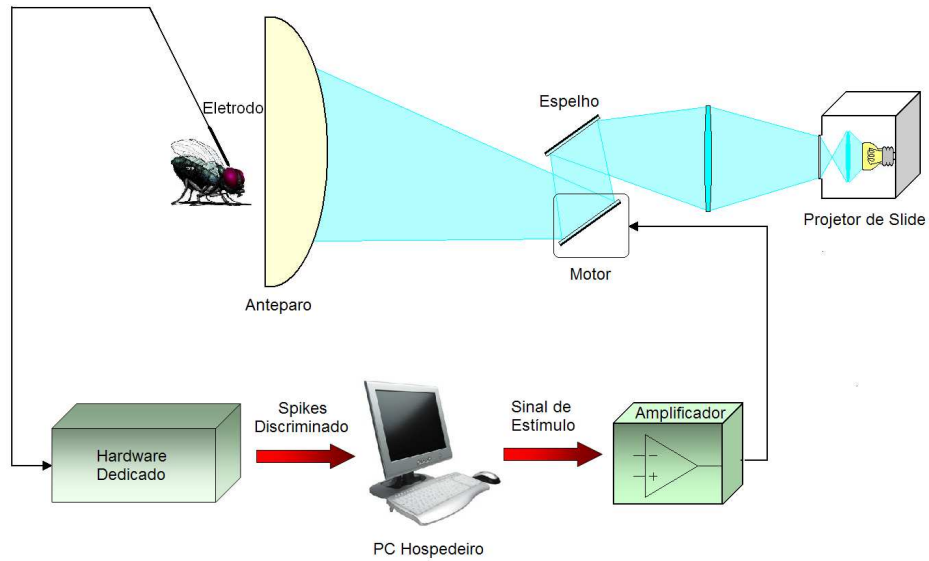 Eletrodo
Espelho
Projetor de Slide
Motor
Anteparo
Spikes
Discriminado
Sinal de
Estímulo
Amplificador
Hardware
Dedicado
PC Hospedeiro